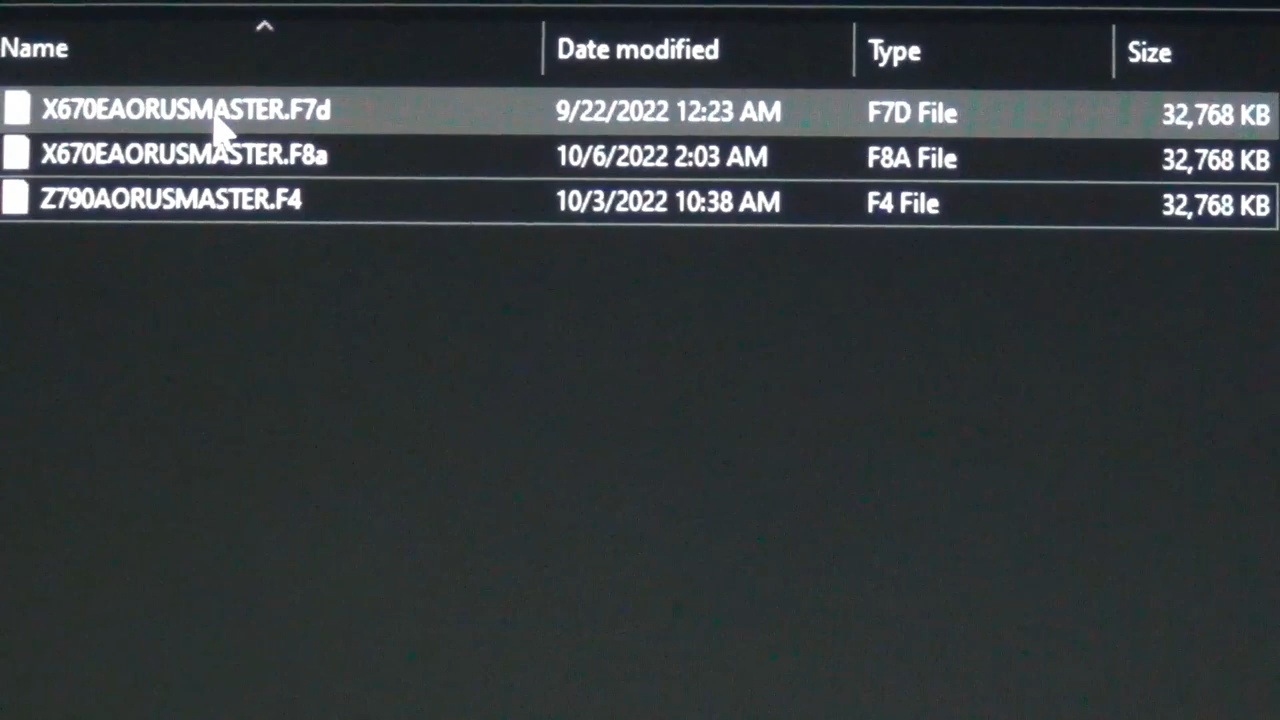 Name Date modified Type Size
X670EAORUSMASTER.F7d 9/22/2022 12:23 AM F7D File 32,768 KB
X670EAORUSMASTER.F8a 10/6/2022 2:03 AM F8A File 32,768 KB
Z790AORUSMASTER.F4 10/3/2022 10:38 AM F4 File 32,768 KB